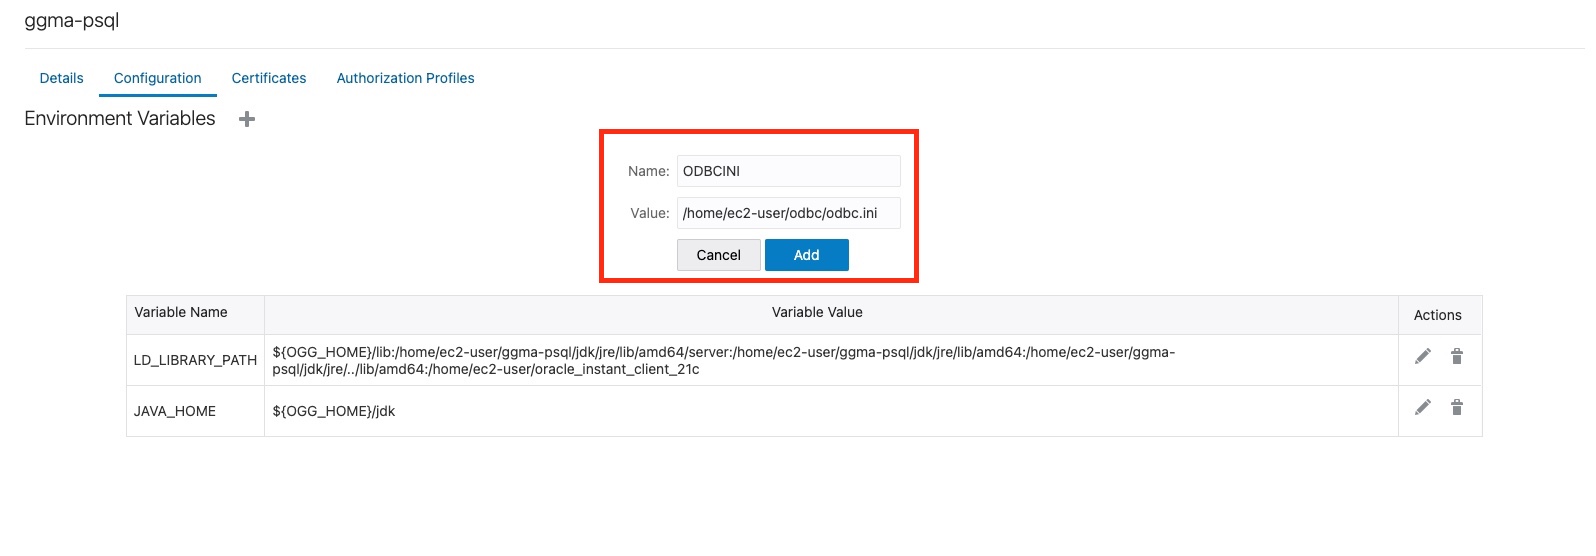 ggma-psql
Details Configuration Certificates Authorization Profiles
Environment Variables
Name: ODBCINI
Value: /home/ec2-user/odbc/odbc.ini
Cancel Add
Variable Name Variable Value Actions
LD_LIBRARY_PATH ${OGG_HOME}/lib:/home/ec2-user/ggma-psql/jdk/jre/lib/amd64/server:/home/ec2-user/ggma-psql/jdk/jre/lib/amd64:/home/ec2-user/ggma-
psql/jdk/jre/../lib/amd64:/home/ec2-user/oracle_instant_client_21c
JAVA_HOME ${OGG_HOME}/jdk